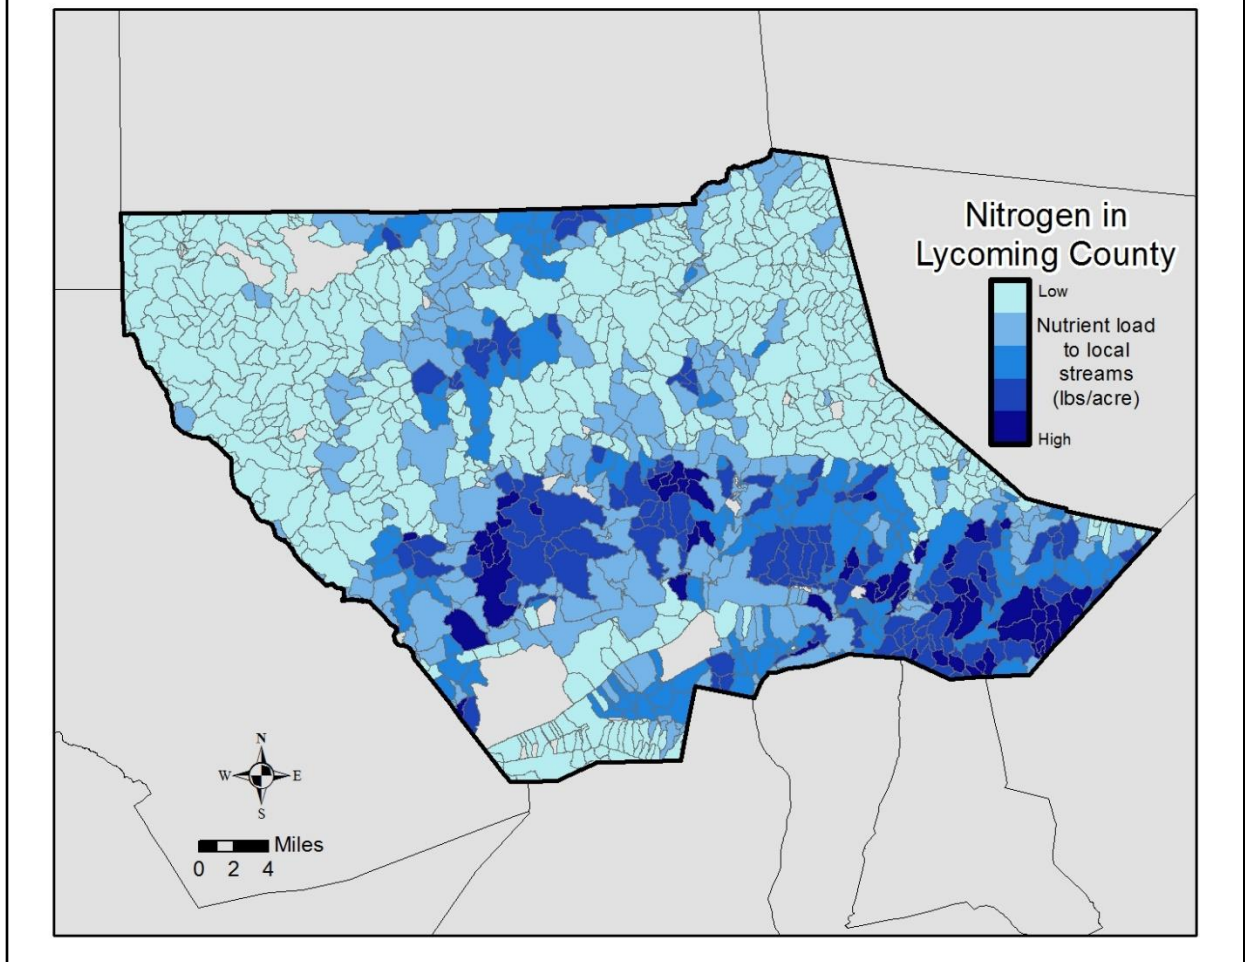 Nitrogen in
Lycoming County
Low
Nutrient load
to local
streams
(lbs/acre)
High
N
W E
S
Miles
0 2 4